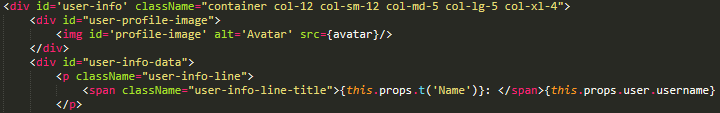 <div id='user-info' className="container col-12 col-sm-12 col-md-5 col-lg-5 col-xl-4">
<div id="user-profile-image">
<img id='profile-image' alt='Avatar' src={avatar}/>
</div>
<div id="user-info-data">
<p className="user-info-line">
<span className="user-info-line-title">{this.props.t('Name')}: </span>{this.props.user.username}
</p>